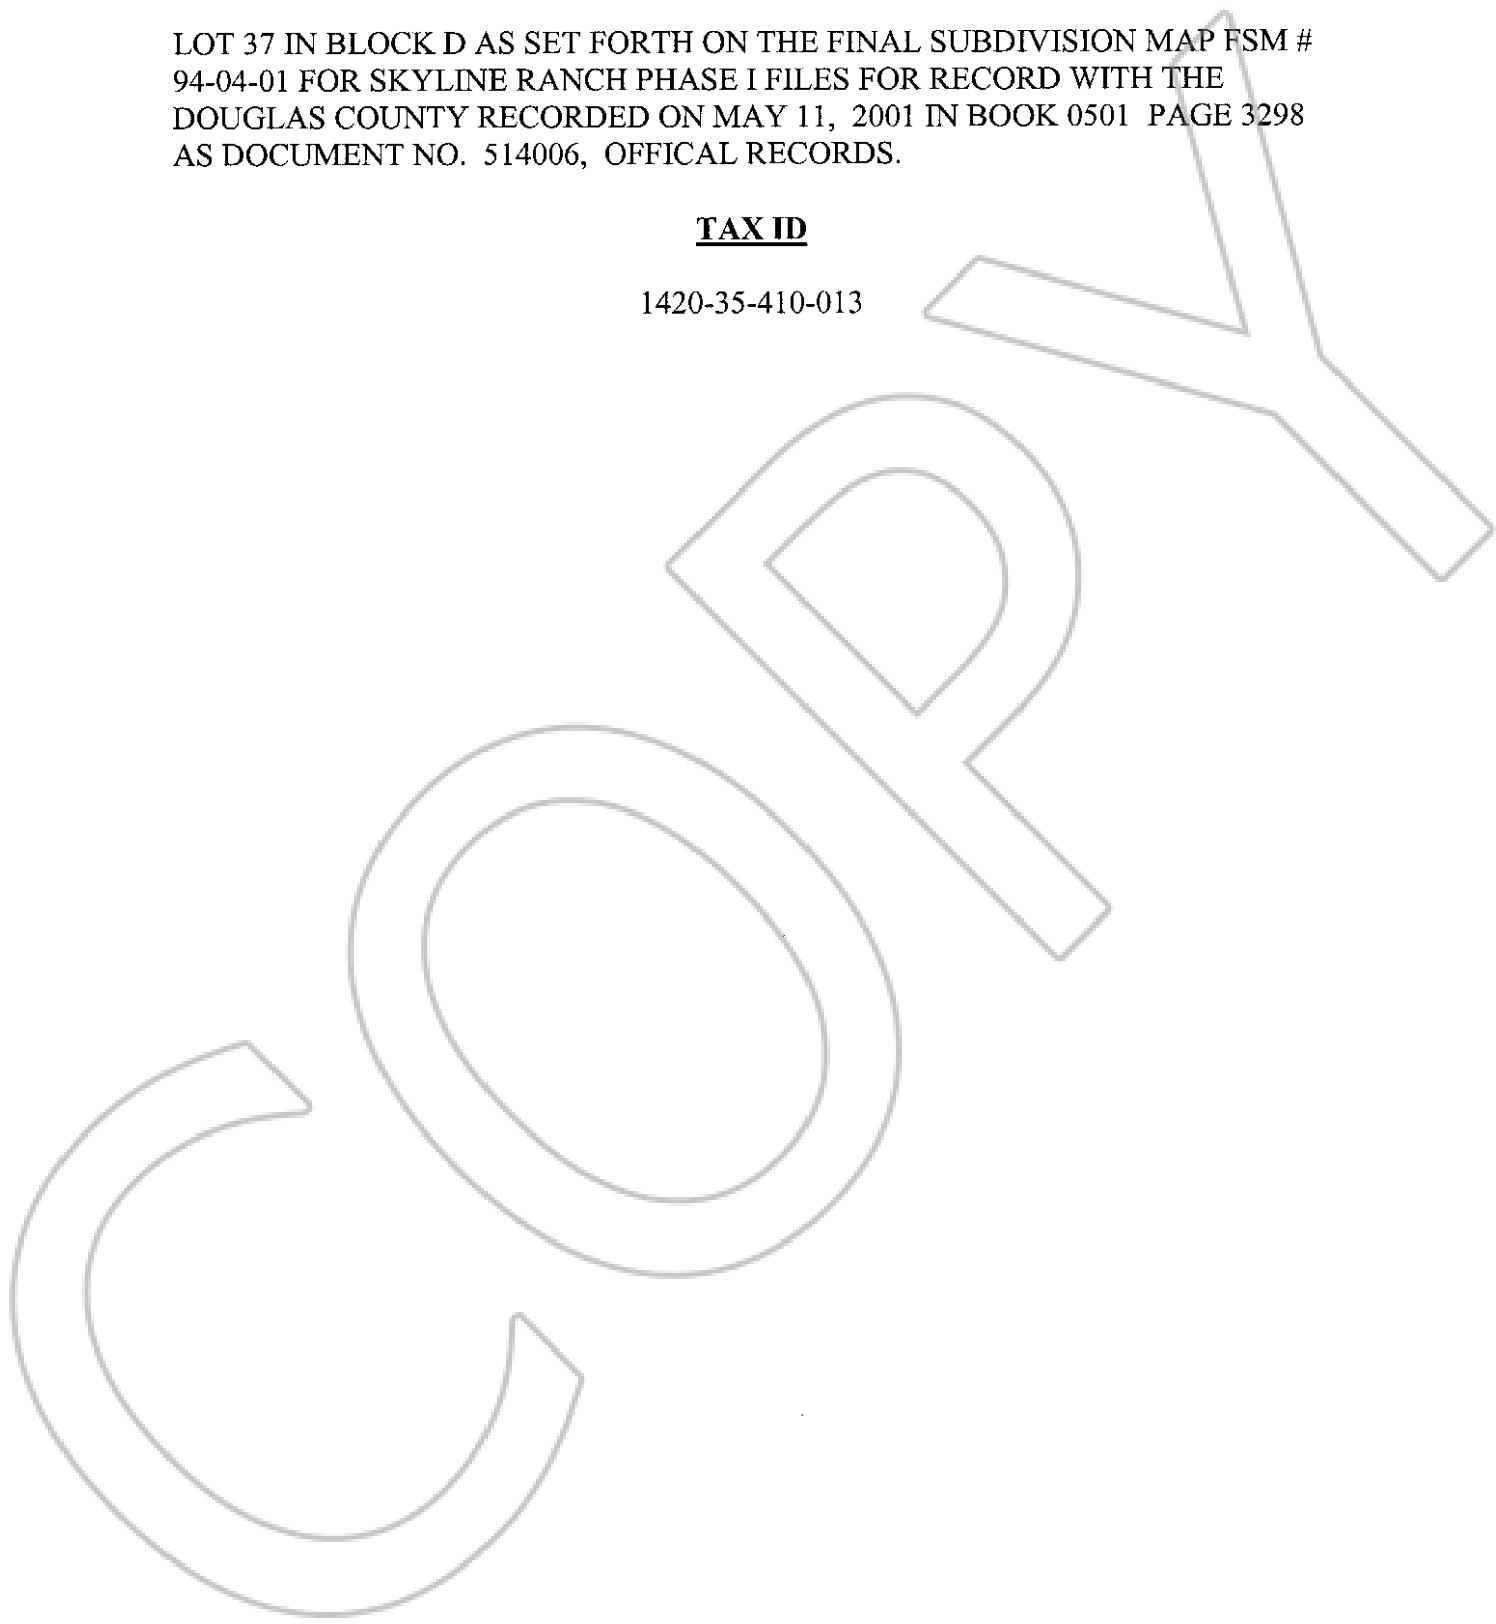 LOT 37 IN BLOCK D AS SET FORTH ON THE FINAL SUBDIVISION MAP FSM #
94-04-01 FOR SKYLINE RANCH PHASE I FILES FOR RECORD WITH THE
DOUGLAS COUNTY RECORDED ON MAY 11, 2001 IN BOOK 0501 PAGE 3298
AS DOCUMENT NO. 514006, OFFICAL RECORDS.
TAX ID
1420-35-410-013
COPY